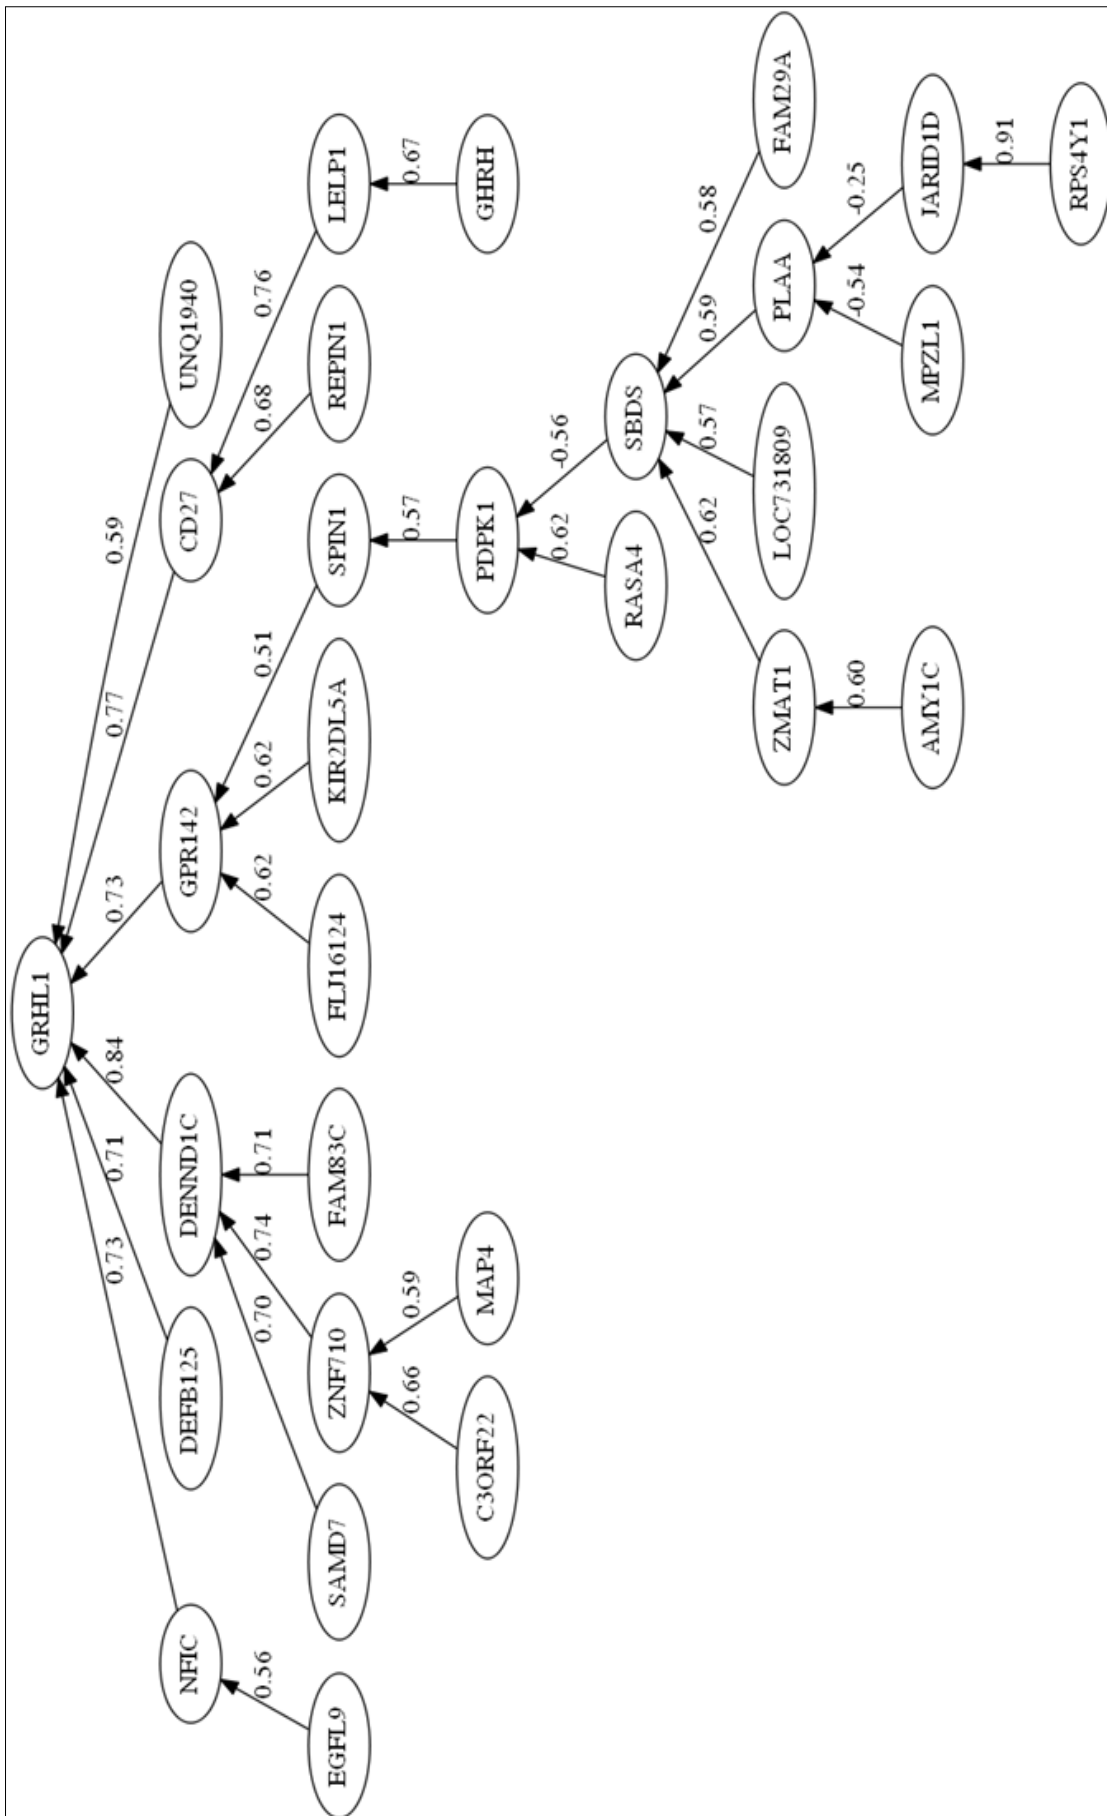 GRHL1
0.73
0.71
0.84
0.73
0.77
0.59
NFIC
DEFB125
DENND1C
GPR142
CD27
UNQ1940
0.56
0.70
0.74
0.71
0.62
0.62
0.51
0.68
0.76
EGFL9
SAMD7
ZNF710
FAM83C
FLJ16124
KIR2DL5A
SPIN1
REPIN1
LELP1
0.66
0.59
0.57
0.67
C3ORF22
MAP4
PDPK1
GHRH
0.62
-0.56
RASA4
SBDS
0.62
0.57
0.59
0.58
ZMAT1
LOC731809
PLAA
FAM29A
0.60
-0.54
-0.25
AMY1C
MPZL1
JARID1D
0.91
RPS4Y1